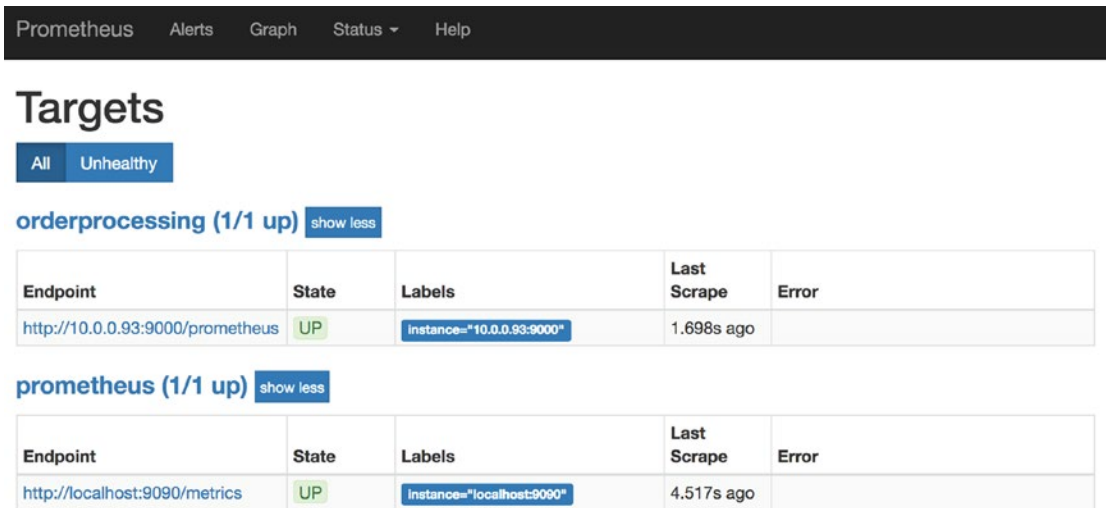 Prometheus Alerts Graph Status Help
Targets
All Unhealthy
orderprocessing (1/1 up) show less
Endpoint State Labels Last Scrape Error
http://10.0.0.93:9000/prometheus UP instance="10.0.0.93:9000" 1.698s ago
prometheus (1/1 up) show less
Endpoint State Labels Last Scrape Error
http://localhost:9090/metrics UP instance="localhost:9090" 4.517s ago